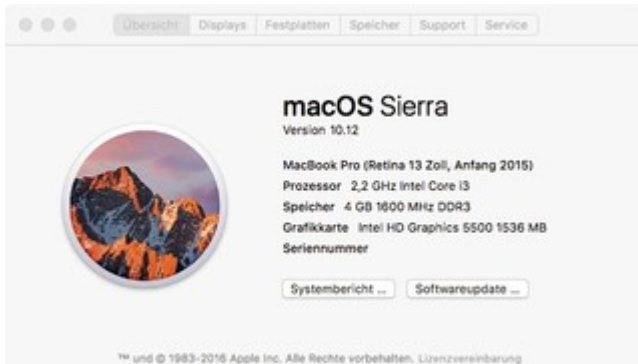 Übersicht Displays Festplatten Speicher Support Service
macOS Sierra
Version 10.12
MacBook Pro (Retina 13 Zoll, Anfang 2015)
Prozessor 2,2 GHz Intel Core i3
Speicher 4 GB 1600 MHz DDR3
Grafikkarte Intel HD Graphics 5500 1536 MB
Seriennummer
Systembericht ... Softwareupdate ...
™ und © 1983-2016 Apple Inc. Alle Rechte vorbehalten. Lizenzvereinbarung